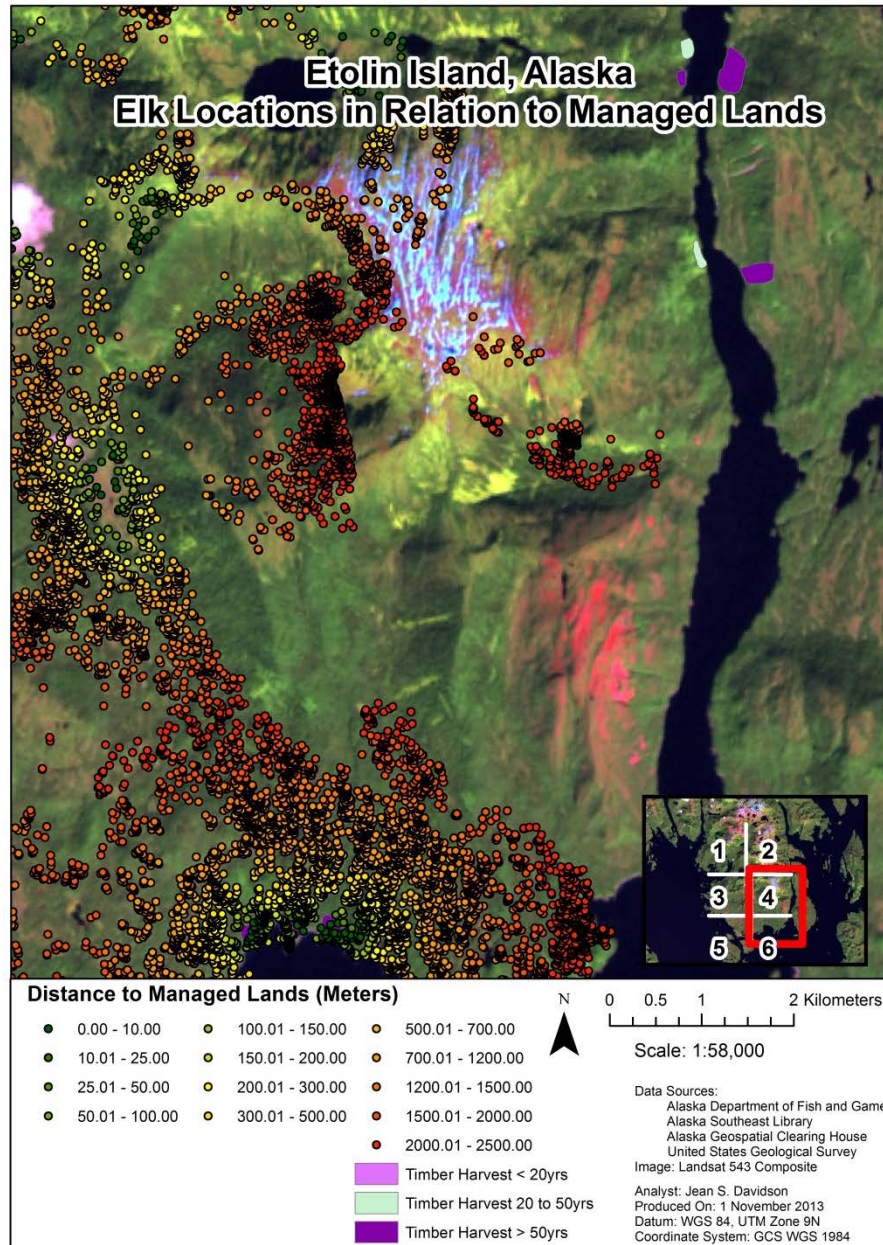 Etolin Island, Alaska
Elk Locations in Relation to Managed Lands
1
2
3
4
5
6
Distance to Managed Lands (Meters)
0.00 - 10.00
10.01 - 25.00
25.01 - 50.00
50.01 - 100.00
100.01 - 150.00
150.01 - 200.00
200.01 - 300.00
300.01 - 500.00
500.01 - 700.00
700.01 - 1200.00
1200.01 - 1500.00
1500.01 - 2000.00
2000.01 - 2500.00
Timber Harvest < 20yrs
Timber Harvest 20 to 50yrs
Timber Harvest > 50yrs
N
0 0.5 1 2 Kilometers
Scale: 1:58,000
Data Sources:
Alaska Department of Fish and Game
Alaska Southeast Library
Alaska Geospatial Clearing House
United States Geological Survey
Image: Landsat 543 Composite
Analyst: Jean S. Davidson
Produced On: 1 November 2013
Datum: WGS 84, UTM Zone 9N
Coordinate System: GCS WGS 1984